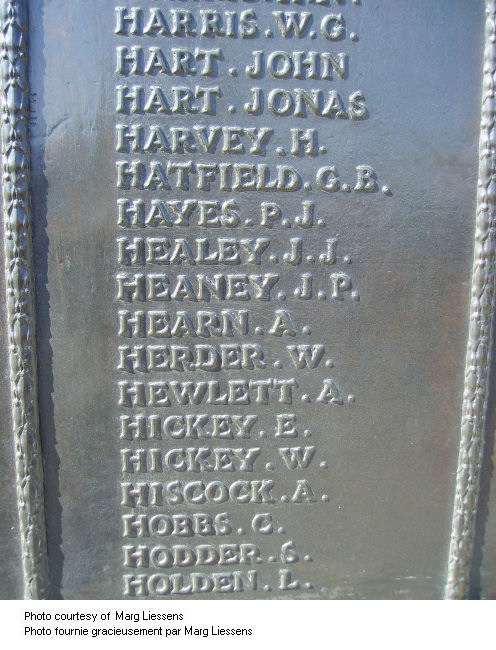 HARRIS.W.G.
HART.JOHN
HART.JONAS
HARVEY.H.
HATFIELD.G.B.
HAYES.P.J.
HEALEY.J.J.
HEANEY.J.P.
HEARN.A.
HERDER.W.
HEWLETT.A.
HICKEY.E.
HICKEY.W.
HISCOCK.A.
HOBBS.C.
HODDER.S.
HOLDEN.L.
Photo courtesy of Marg Liessens
Photo fournie gracieusement par Marg Liessens